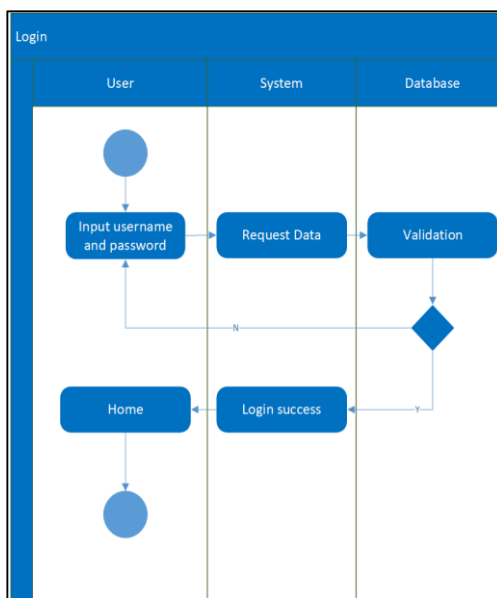 Login
User
System
Database
Input username
and password
Request Data
Validation
N
Home
Login success
Y